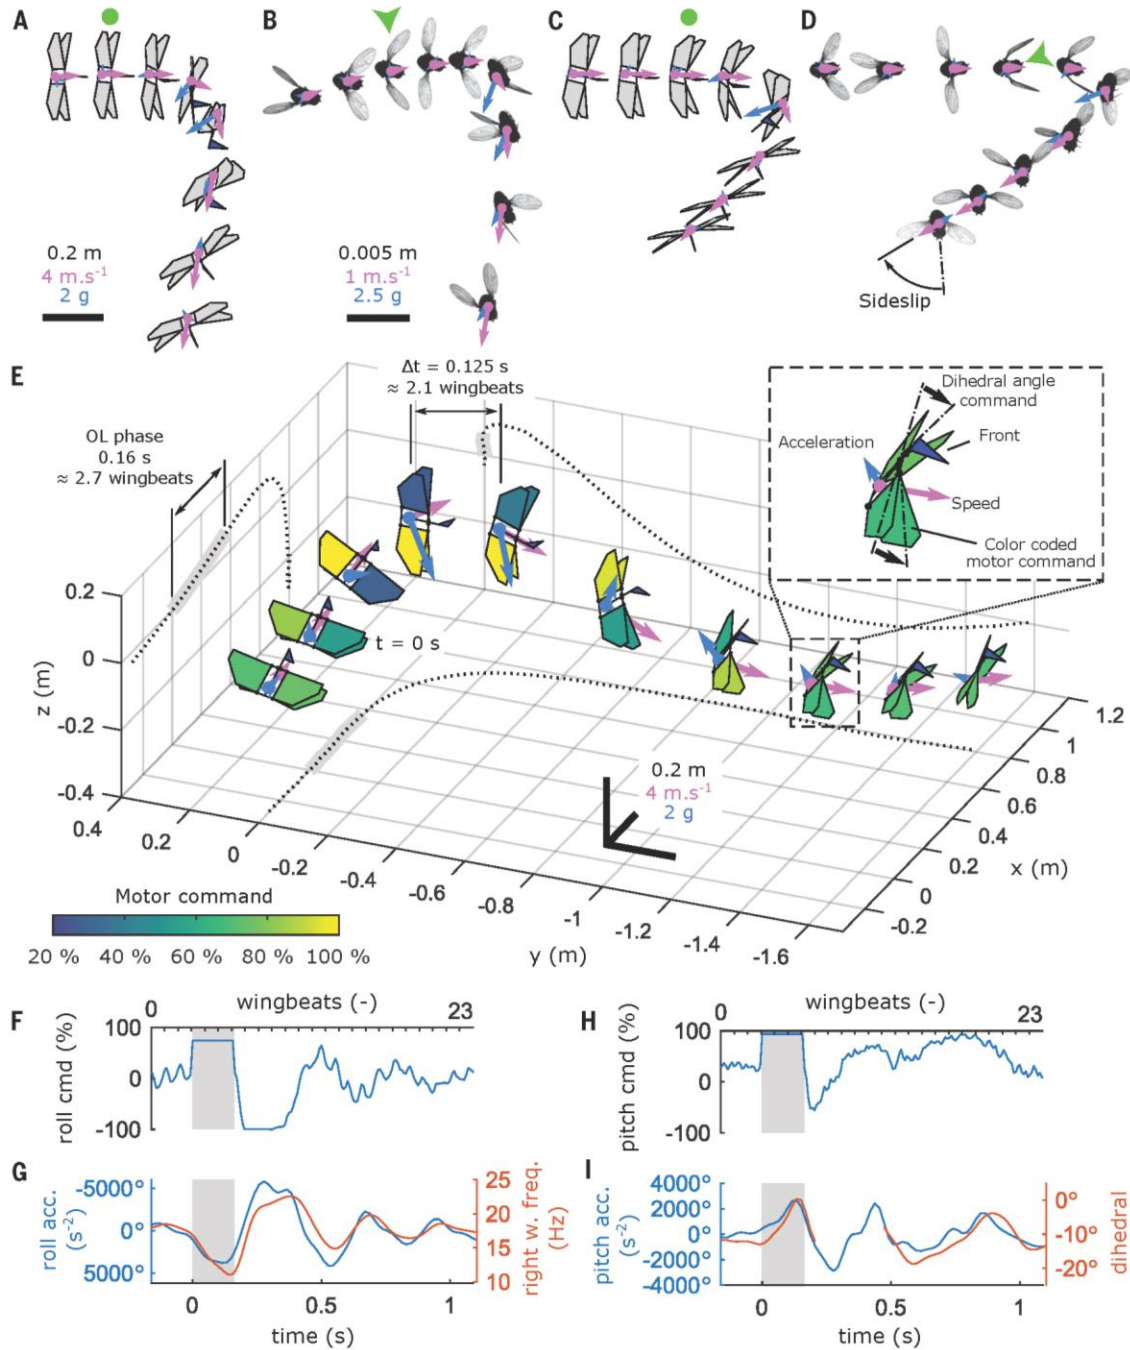 A
B
C
D
0.2 m
4 m.s⁻¹
2 g
0.005 m
1 m.s⁻¹
2.5 g
Sideslip
E
Δt = 0.125 s
≈ 2.1 wingbeats
OL phase
0.16 s
≈ 2.7 wingbeats
Dihedral angle
command
Acceleration
Front
Speed
Color coded
motor command
t = 0 s
z (m)
0.2
0
-0.2
-0.4
0.4
0.2
0
-0.2
-0.4
-0.6
-0.8
-1
-1.2
-1.4
-1.6
y (m)
1.2
1
0.8
0.6
0.4
0.2
0
-0.2
x (m)
0.2 m
4 m.s⁻¹
2 g
Motor command
20 % 40 % 60 % 80 % 100 %
F
0 wingbeats (-) 23
roll cmd (%)
100
0
-100
G
roll acc.
(s⁻²)
-5000°
0°
5000°
25
20
15
10
right w. freq.
(Hz)
0 0.5 1
time (s)
H
0 wingbeats (-) 23
pitch cmd (%)
100
0
-100
I
pitch acc.
(s⁻²)
4000°
2000°
0°
-2000°
-4000°
0°
-10°
-20°
dihedral
0 0.5 1
time (s)